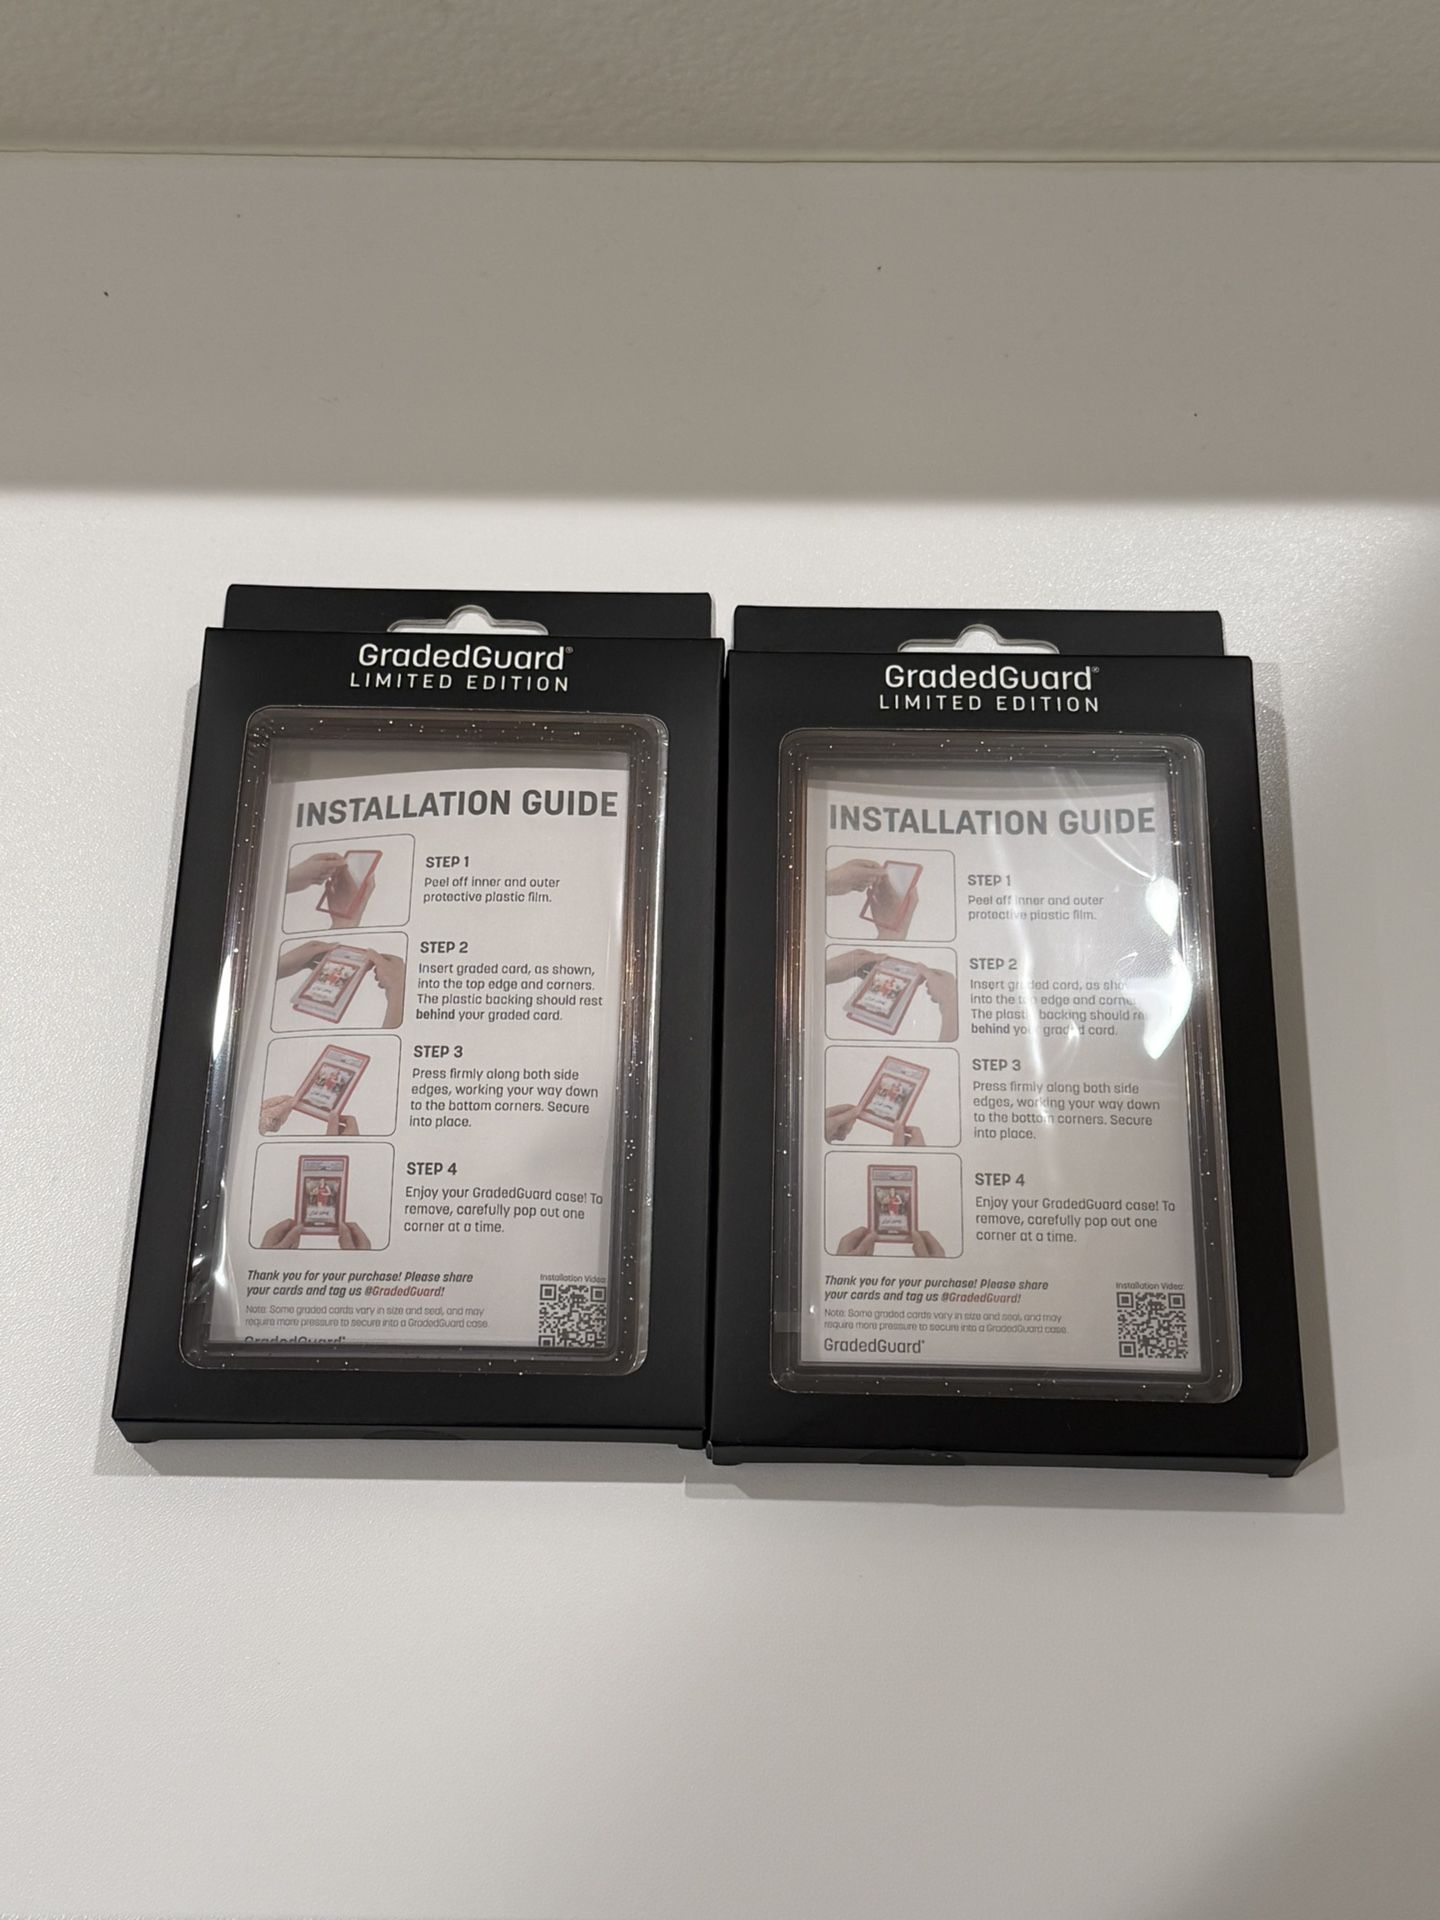 GradedGuard®
LIMITED EDITION
INSTALLATION GUIDE
STEP 1
Peel off inner and outer
protective plastic film.
STEP 2
Insert graded card, as shown,
into the top edge and corners.
The plastic backing should rest
behind your graded card.
STEP 3
Press firmly along both side
edges, working your way down
to the bottom corners. Secure
into place.
STEP 4
Enjoy your GradedGuard case! To
remove, carefully pop out one
corner at a time.
Thank you for your purchase! Please share
your cards and tag us @GradedGuard!
Installation Video:
Note: Some graded cards vary in size and seal, and may
require more pressure to secure into a GradedGuard case.
GradedGuard®
GradedGuard®
LIMITED EDITION
INSTALLATION GUIDE
STEP 1
Peel off inner and outer
protective plastic film.
STEP 2
Insert graded card, as sho
into the top edge and corne
The plastic backing should re
behind your graded card.
STEP 3
Press firmly along both side
edges, working your way down
to the bottom corners. Secure
into place.
STEP 4
Enjoy your GradedGuard case! To
remove, carefully pop out one
corner at a time.
Thank you for your purchase! Please share
your cards and tag us @GradedGuard!
Installation Video:
Note: Some graded cards vary in size and seal, and may
require more pressure to secure into a GradedGuard case.
GradedGuard®